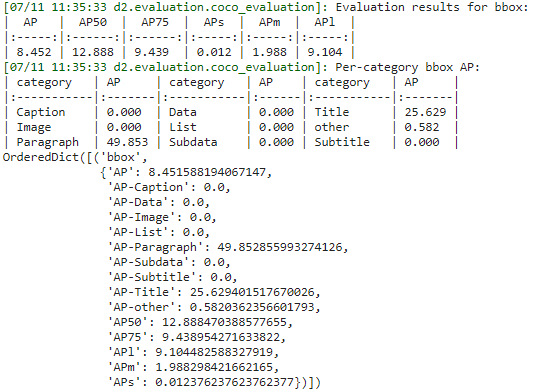 [07/11 11:35:33 d2.evaluation.coco_evaluation]: Evaluation results for bbox:
|  AP   |  AP50  |  AP75  |  APs  |  APm  |  APl  |
|:-----:|:------:|:------:|:-----:|:-----:|:-----:|
| 8.452 | 12.888 | 9.439  | 0.012 | 1.988 | 9.104 |
[07/11 11:35:33 d2.evaluation.coco_evaluation]: Per-category bbox AP:
| category   | AP     | category   | AP    | category   | AP     |
|:-----------|:-------|:-----------|:------|:-----------|:-------|
| Caption    | 0.000  | Data       | 0.000 | Title      | 25.629 |
| Image      | 0.000  | List       | 0.000 | other      | 0.582  |
| Paragraph  | 49.853 | Subdata    | 0.000 | Subtitle   | 0.000  |
OrderedDict([('bbox',
{'AP': 8.451588194067147,
'AP-Caption': 0.0,
'AP-Data': 0.0,
'AP-Image': 0.0,
'AP-List': 0.0,
'AP-Paragraph': 49.852855993274126,
'AP-Subdata': 0.0,
'AP-Subtitle': 0.0,
'AP-Title': 25.629401517670026,
'AP-other': 0.5820362356601793,
'AP50': 12.888470388577655,
'AP75': 9.438954271633822,
'APl': 9.104482588327919,
'APm': 1.988298421662165,
'APs': 0.012376237623762377})])